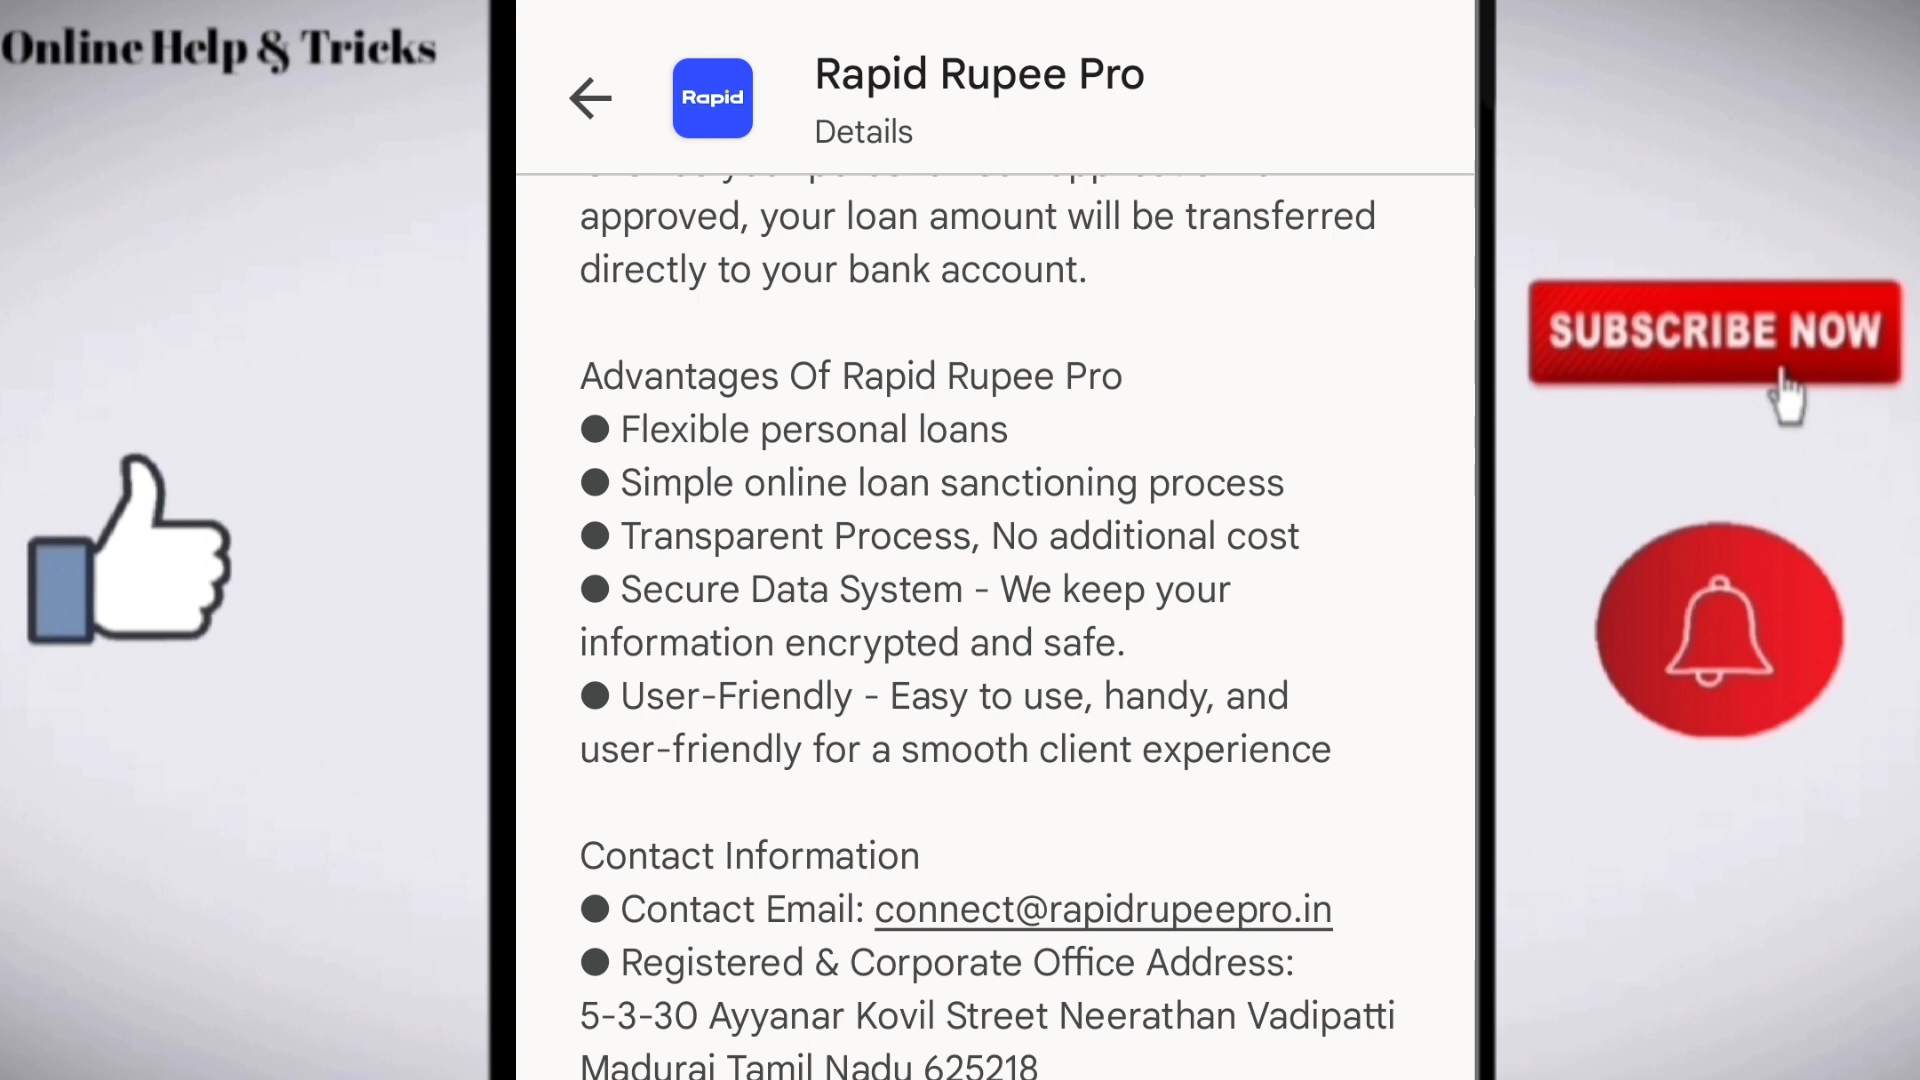 Online Help & Tricks
Rapid
Rapid Rupee Pro
Details
approved, your loan amount will be transferred
directly to your bank account.
Advantages Of Rapid Rupee Pro
● Flexible personal loans
● Simple online loan sanctioning process
● Transparent Process, No additional cost
● Secure Data System - We keep your
information encrypted and safe.
● User-Friendly - Easy to use, handy, and
user-friendly for a smooth client experience
Contact Information
● Contact Email: connect@rapidrupeepro.in
● Registered & Corporate Office Address:
5-3-30 Ayyanar Kovil Street Neerathan Vadipatti
Madurai Tamil Nadu 625218
SUBSCRIBE NOW